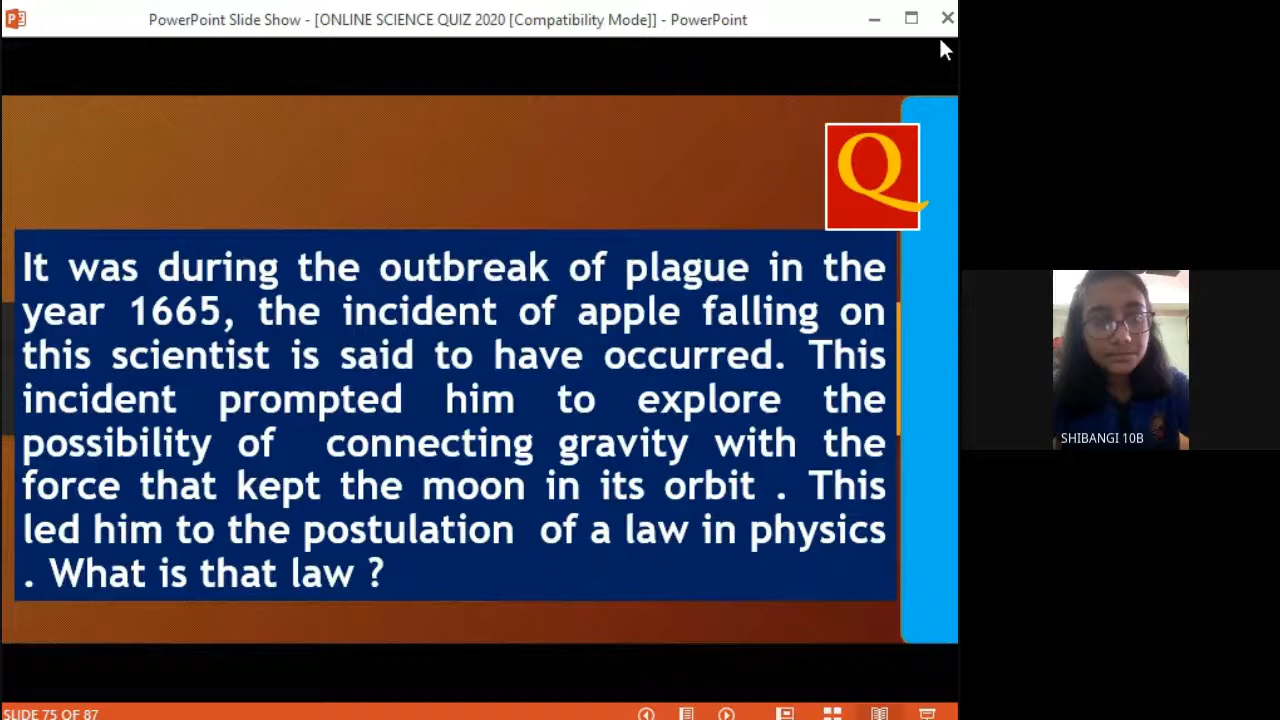 PowerPoint Slide Show - [ONLINE SCIENCE QUIZ 2020 [Compatibility Mode]] - PowerPoint
Q
It was during the outbreak of plague in the
year 1665, the incident of apple falling on
this scientist is said to have occurred. This
incident prompted him to explore the
possibility of connecting gravity with the
force that kept the moon in its orbit . This
led him to the postulation of a law in physics
. What is that law ?
SHIBANGI 10B
SLIDE 75 OF 87